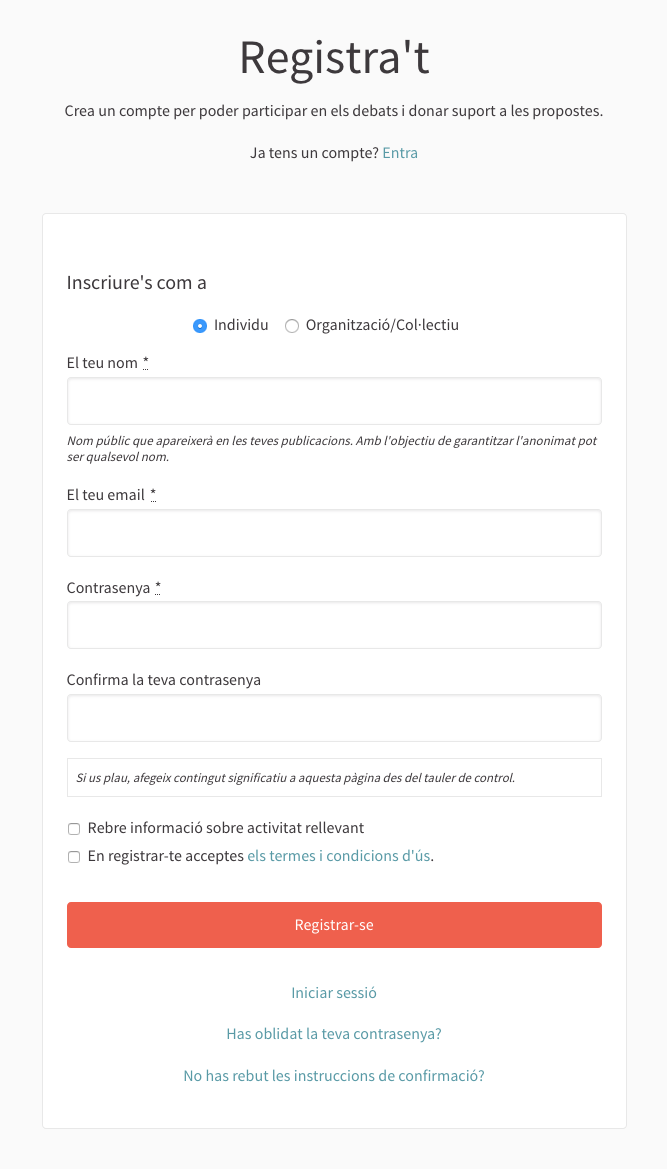 Registra't
Crea un compte per poder participar en els debats i donar suport a les propostes.
Ja tens un compte? Entra
Inscriure's com a
Individu Organització/Col·lectiu
El teu nom *
Nom públic que apareixerà en les teves publicacions. Amb l'objectiu de garantitzar l'anonimat pot
ser qualsevol nom.
El teu email *
Contrasenya *
Confirma la teva contrasenya
Si us plau, afegeix contingut significatiu a aquesta pàgina des del tauler de control.
Rebre informació sobre activitat rellevant
En registrar-te acceptes els termes i condicions d'ús.
Registrar-se
Iniciar sessió
Has oblidat la teva contrasenya?
No has rebut les instruccions de confirmació?